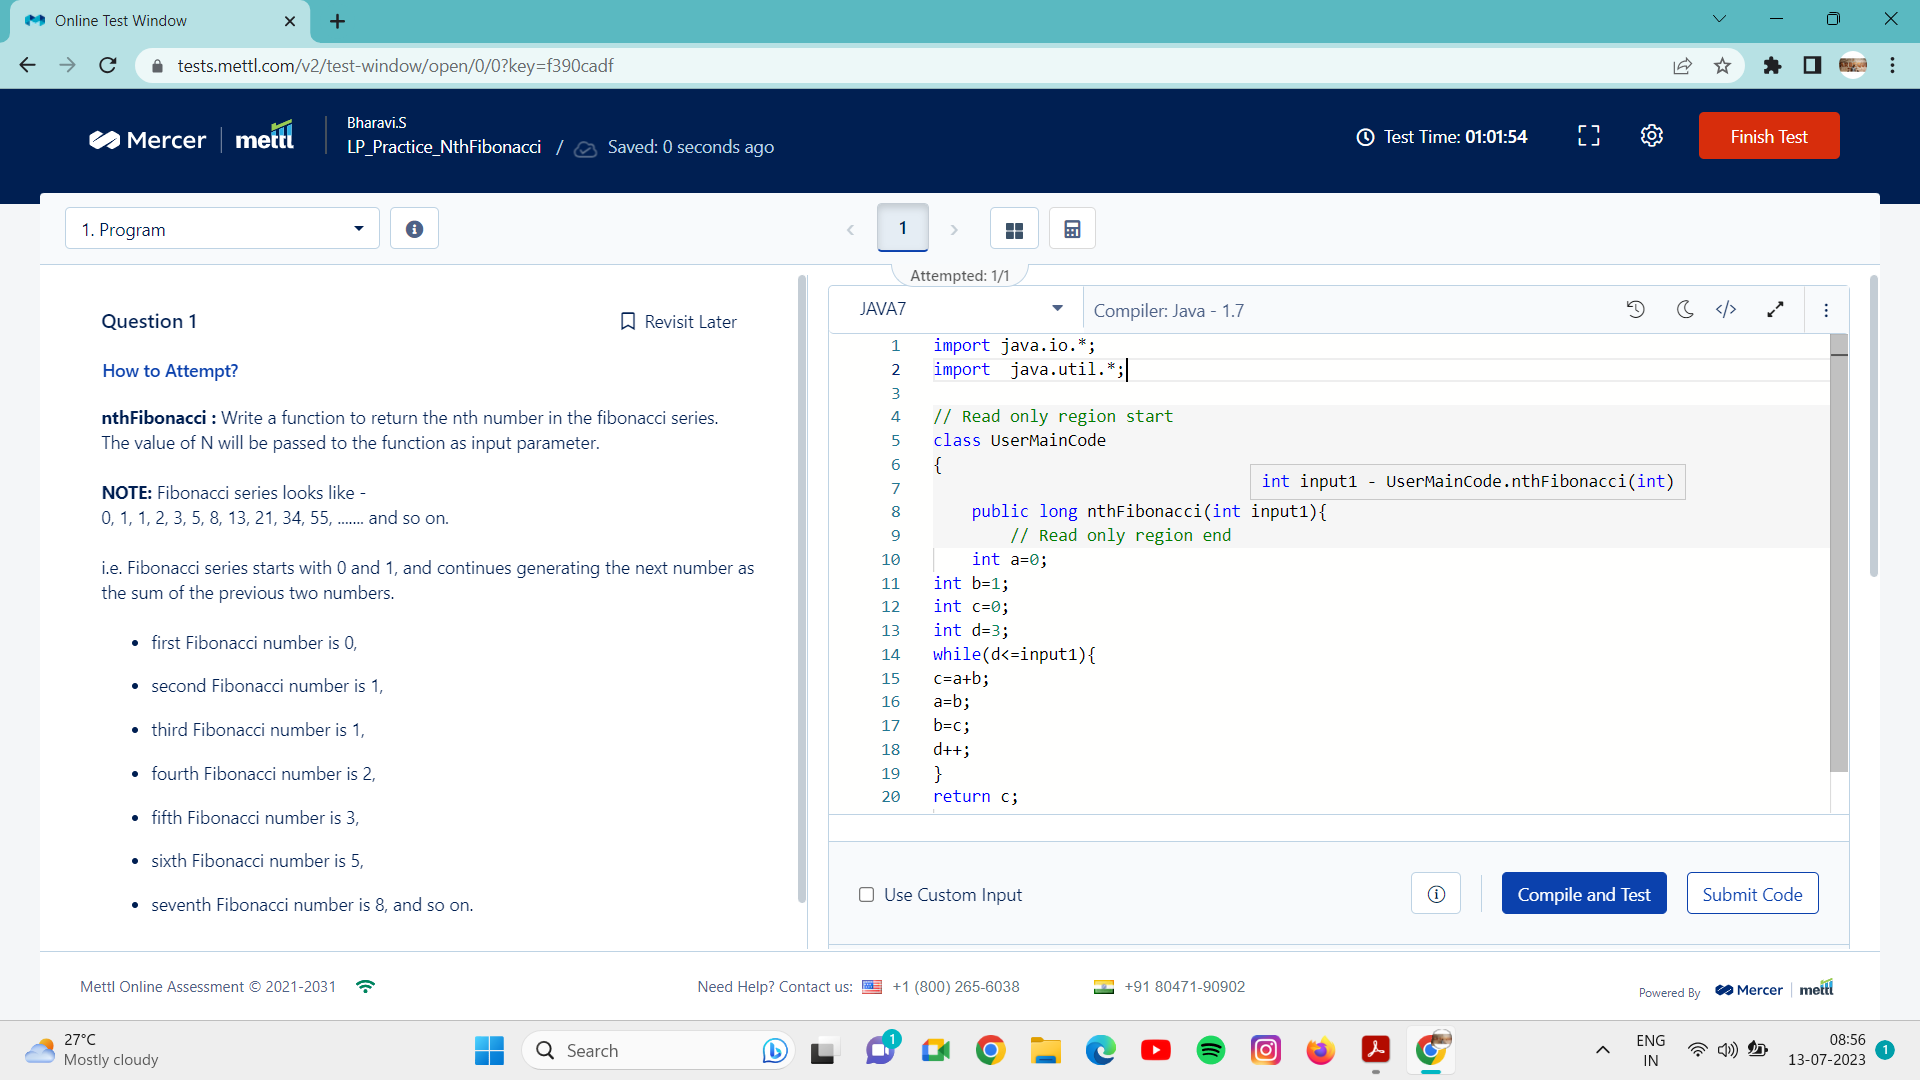 Online Test Window
tests.mettl.com/v2/test-window/open/0/0?key=f390cadf
Mercer
mettl
Bharavi.S
LP_Practice_NthFibonacci / Saved: 0 seconds ago
Test Time: 01:01:54
Finish Test
1. Program
1
Attempted: 1/1
Question 1
Revisit Later
How to Attempt?
nthFibonacci : Write a function to return the nth number in the fibonacci series.
The value of N will be passed to the function as input parameter.
NOTE: Fibonacci series looks like -
0, 1, 1, 2, 3, 5, 8, 13, 21, 34, 55, ....... and so on.
i.e. Fibonacci series starts with 0 and 1, and continues generating the next number as
the sum of the previous two numbers.
• first Fibonacci number is 0,
• second Fibonacci number is 1,
• third Fibonacci number is 1,
• fourth Fibonacci number is 2,
• fifth Fibonacci number is 3,
• sixth Fibonacci number is 5,
• seventh Fibonacci number is 8, and so on.
JAVA7
Compiler: Java - 1.7
1 import java.io.*;
2 import  java.util.*;
3
4 // Read only region start
5 class UserMainCode
6 {
int input1 - UserMainCode.nthFibonacci(int)
7
8 public long nthFibonacci(int input1){
9 // Read only region end
10 int a=0;
11 int b=1;
12 int c=0;
13 int d=3;
14 while(d<=input1){
15 c=a+b;
16 a=b;
17 b=c;
18 d++;
19 }
20 return c;
Use Custom Input
Compile and Test
Submit Code
Mettl Online Assessment © 2021-2031
Need Help? Contact us: +1 (800) 265-6038
+91 80471-90902
Powered By Mercer mettl
27°C
Mostly cloudy
Search
1
ENG
IN
08:56
13-07-2023
1